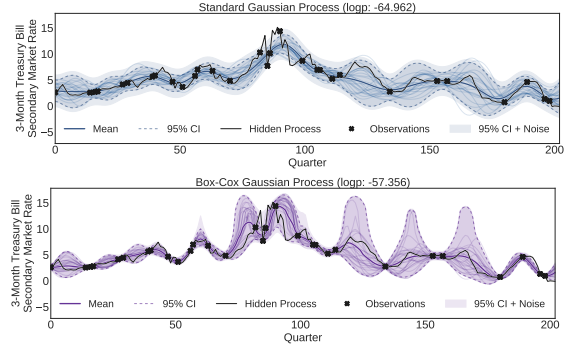 Standard Gaussian Process (logp: -64.962)
3-Month Treasury Bill
Secondary Market Rate
15
10
5
0
−5
Mean
95% CI
Hidden Process
Observations
95% CI + Noise
0
50
100
150
200
Quarter
Box-Cox Gaussian Process (logp: -57.356)
3-Month Treasury Bill
Secondary Market Rate
15
10
5
0
−5
Mean
95% CI
Hidden Process
Observations
95% CI + Noise
0
50
100
150
200
Quarter